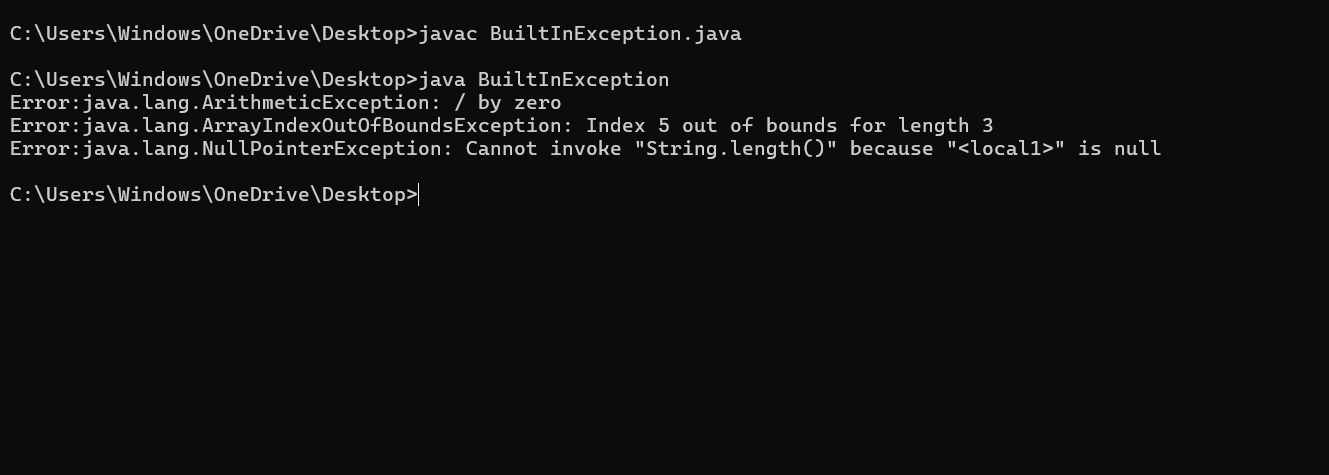 C:\Users\Windows\OneDrive\Desktop>javac BuiltInException.java
C:\Users\Windows\OneDrive\Desktop>java BuiltInException
Error:java.lang.ArithmeticException: / by zero
Error:java.lang.ArrayIndexOutOfBoundsException: Index 5 out of bounds for length 3
Error:java.lang.NullPointerException: Cannot invoke "String.length()" because "<local1>" is null
C:\Users\Windows\OneDrive\Desktop>